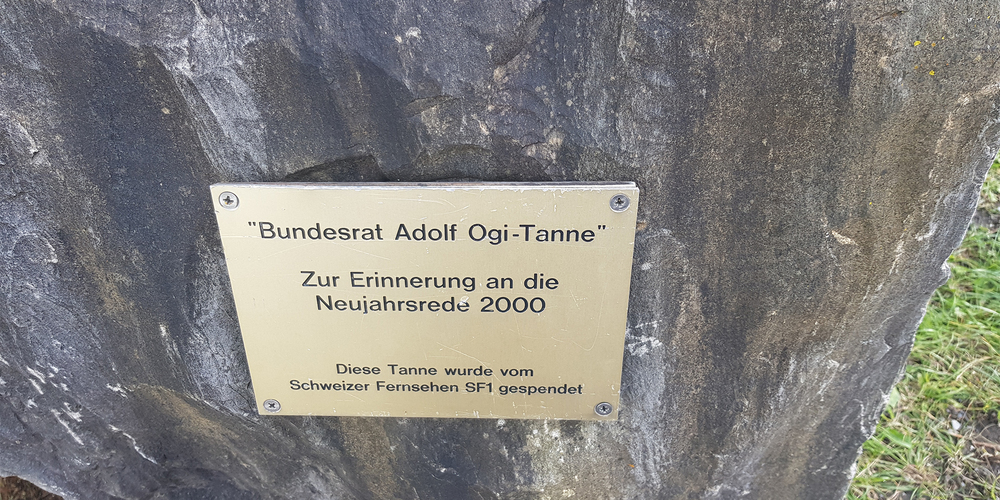 "Bundesrat Adolf Ogi-Tanne"
Zur Erinnerung an die
Neujahrsrede 2000
Diese Tanne wurde vom
Schweizer Fernsehen SF1 gespendet